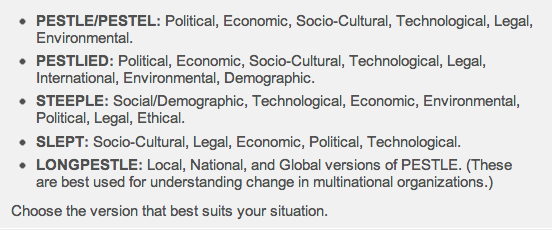 • PESTLE/PESTEL: Political, Economic, Socio-Cultural, Technological, Legal,
Environmental.
• PESTLIED: Political, Economic, Socio-Cultural, Technological, Legal,
International, Environmental, Demographic.
• STEEPLE: Social/Demographic, Technological, Economic, Environmental,
Political, Legal, Ethical.
• SLEPT: Socio-Cultural, Legal, Economic, Political, Technological.
• LONGPESTLE: Local, National, and Global versions of PESTLE. (These
are best used for understanding change in multinational organizations.)
Choose the version that best suits your situation.